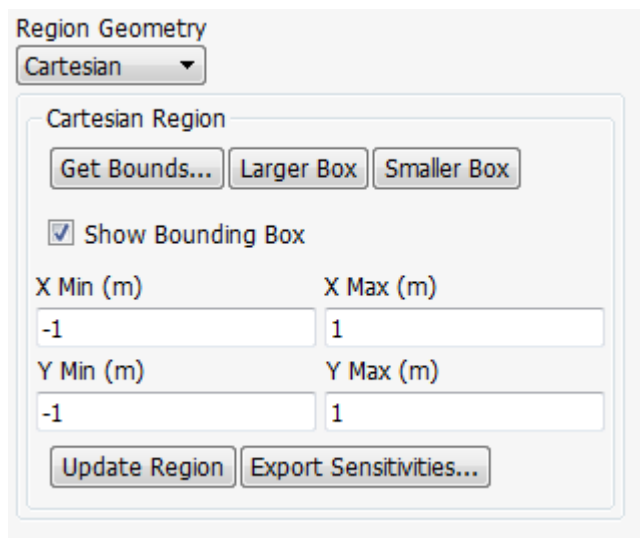 Region Geometry
Cartesian
Cartesian Region
Get Bounds... Larger Box Smaller Box
Show Bounding Box
X Min (m) X Max (m)
-1 1
Y Min (m) Y Max (m)
-1 1
Update Region Export Sensitivities...